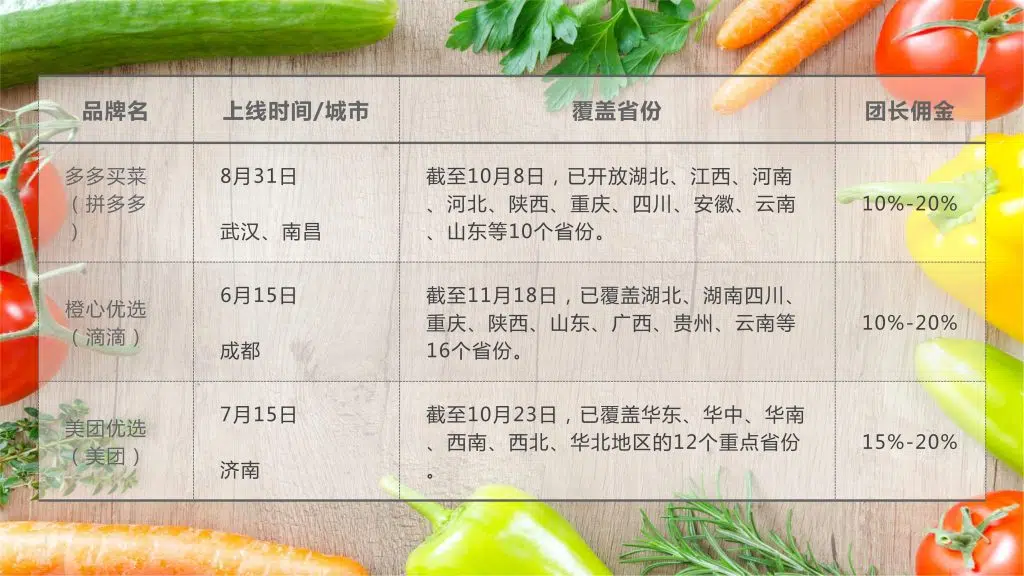 品牌名
上线时间/城市
覆盖省份
团长佣金
多多买菜
（拼多多
）
8月31日
武汉、南昌
截至10月8日，已开放湖北、江西、河南
、河北、陕西、重庆、四川、安徽、云南
、山东等10个省份。
10%-20%
橙心优选
（滴滴）
6月15日
成都
截至11月18日，已覆盖湖北、湖南四川、
重庆、陕西、山东、广西、贵州、云南等
16个省份。
10%-20%
美团优选
（美团）
7月15日
济南
截至10月23日，已覆盖华东、华中、华南
、西南、西北、华北地区的12个重点省份
。
15%-20%